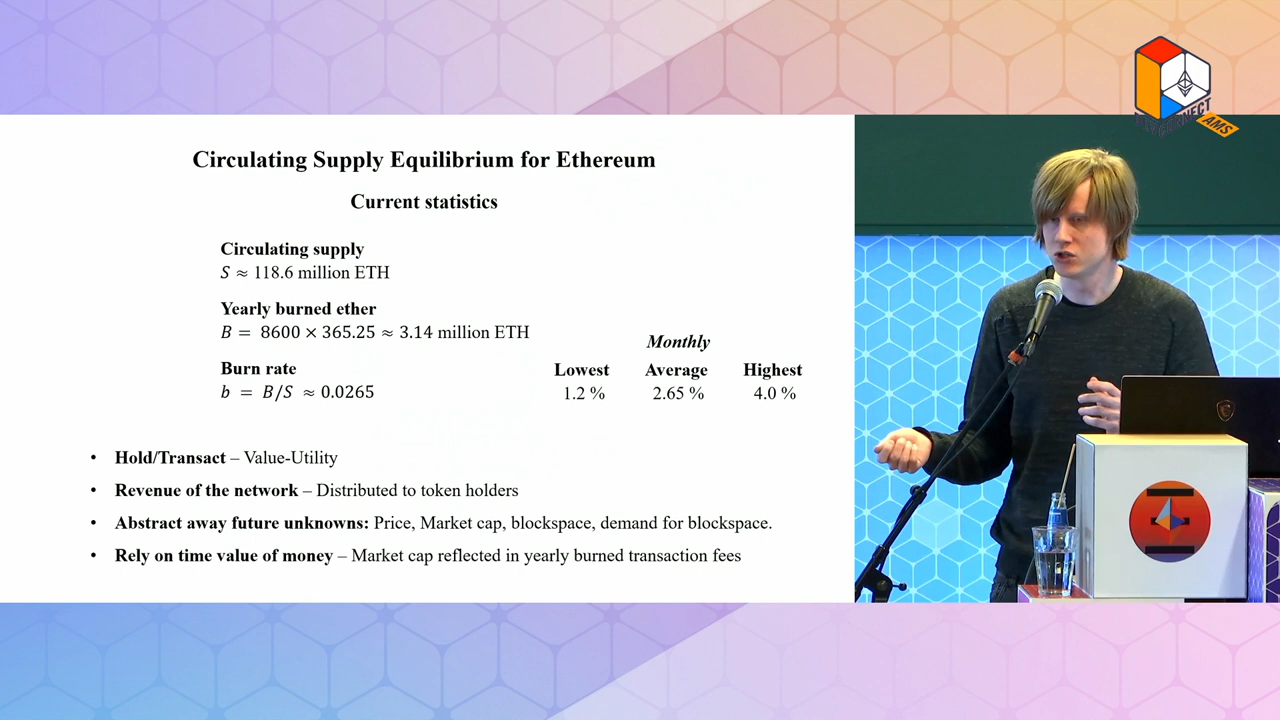 Circulating Supply Equilibrium for Ethereum
Current statistics
Circulating supply
S ≈ 118.6 million ETH
Yearly burned ether
B = 8600 × 365.25 ≈ 3.14 million ETH
Burn rate
b = B/S ≈ 0.0265
Monthly
Lowest Average Highest
1.2 % 2.65 % 4.0 %
• Hold/Transact – Value-Utility
• Revenue of the network – Distributed to token holders
• Abstract away future unknowns: Price, Market cap, blockspace, demand for blockspace.
• Rely on time value of money – Market cap reflected in yearly burned transaction fees
AMS